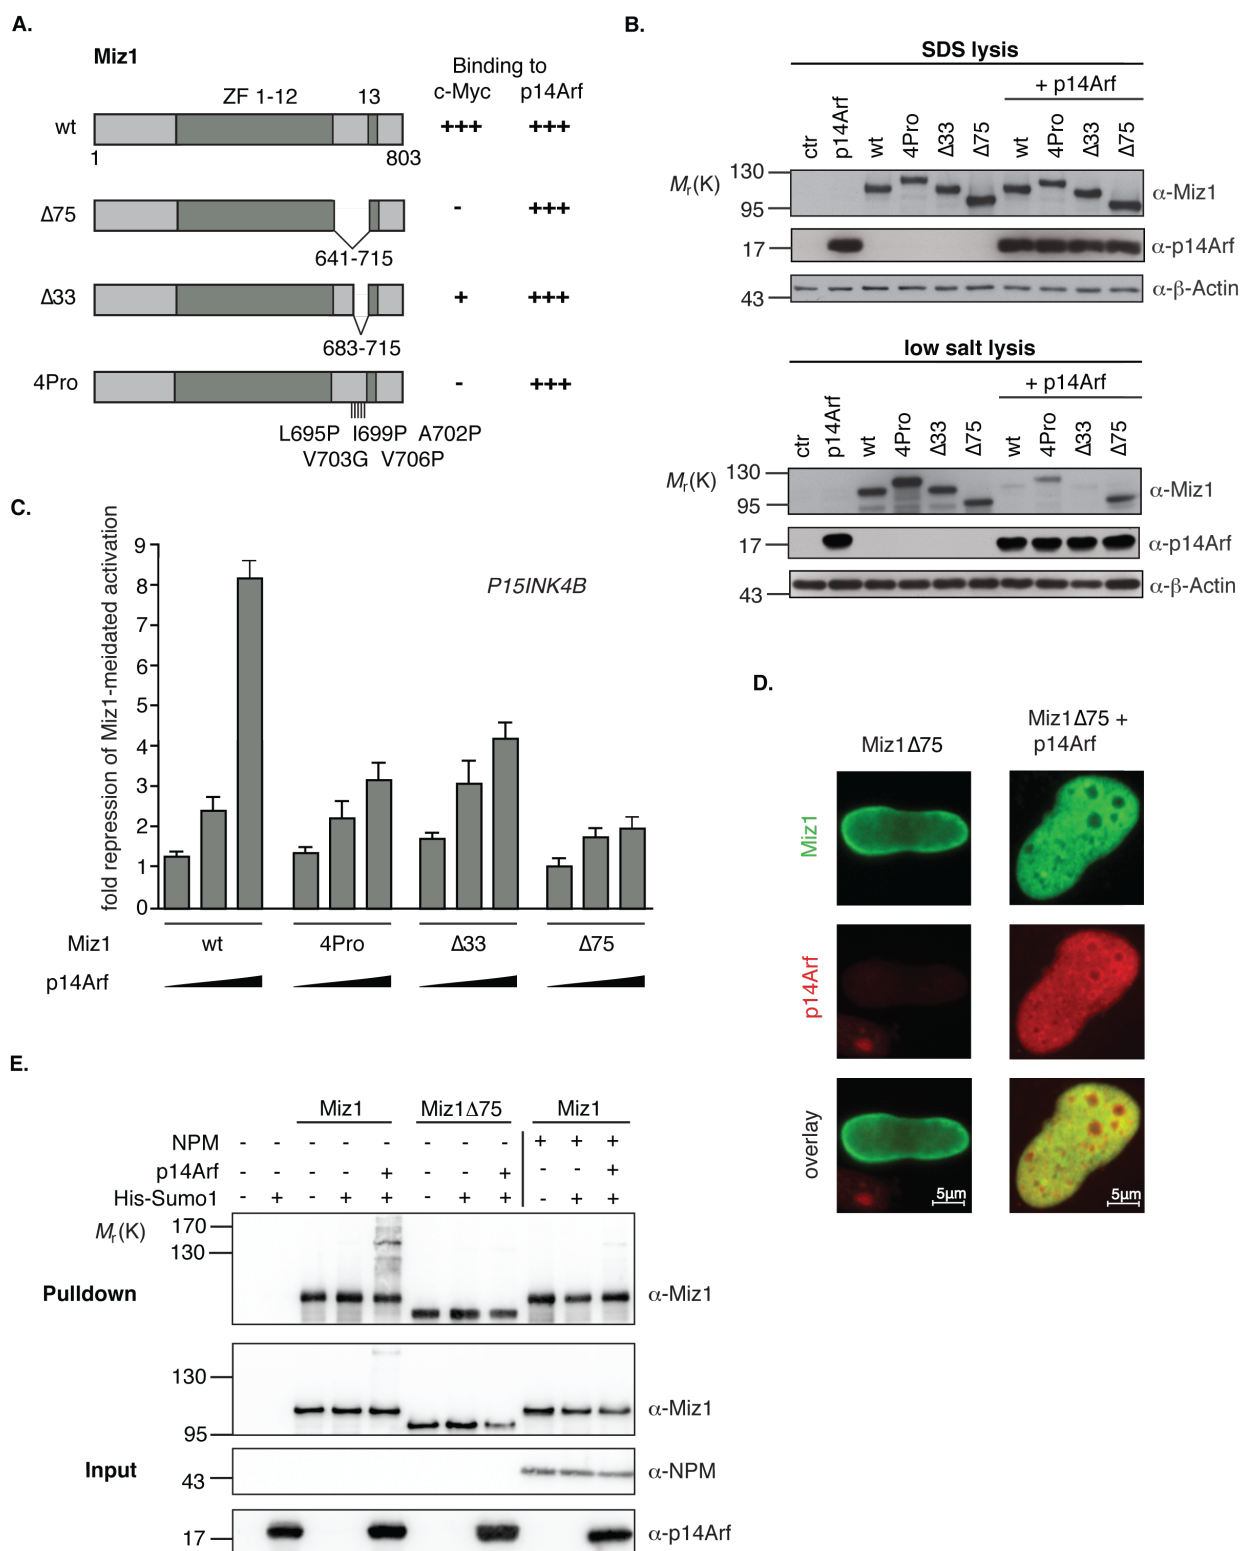 A.
Miz1
Binding to
c-Myc p14Arf
ZF 1-12 13
wt +++ +++
1 803
Δ75 - +++
641-715
Δ33 + +++
683-715
4Pro - +++
L695P I699P A702P
V703G V706P
B.
SDS lysis
+ p14Arf
ctr p14Arf wt 4Pro Δ33 Δ75 wt 4Pro Δ33 Δ75
Mr(K)
130
95
α-Miz1
17 α-p14Arf
43 α-β-Actin
low salt lysis
+ p14Arf
ctr p14Arf wt 4Pro Δ33 Δ75 wt 4Pro Δ33 Δ75
Mr(K)
130
95
α-Miz1
17 α-p14Arf
43 α-β-Actin
C.
fold repression of Miz1-meidated activation
9
8
7
6
5
4
3
2
1
0
P15INK4B
Miz1 wt 4Pro Δ33 Δ75
p14Arf
D.
Miz1Δ75
Miz1Δ75 +
p14Arf
Miz1
p14Arf
overlay
5µm 5µm
E.
Miz1 Miz1Δ75 Miz1
NPM - - - - - - - - + + +
p14Arf - - - - + - - + - - +
His-Sumo1 - + - + + - + + - + +
Mr(K)
170
130
Pulldown α-Miz1
130
95
α-Miz1
Input
43 α-NPM
17 α-p14Arf